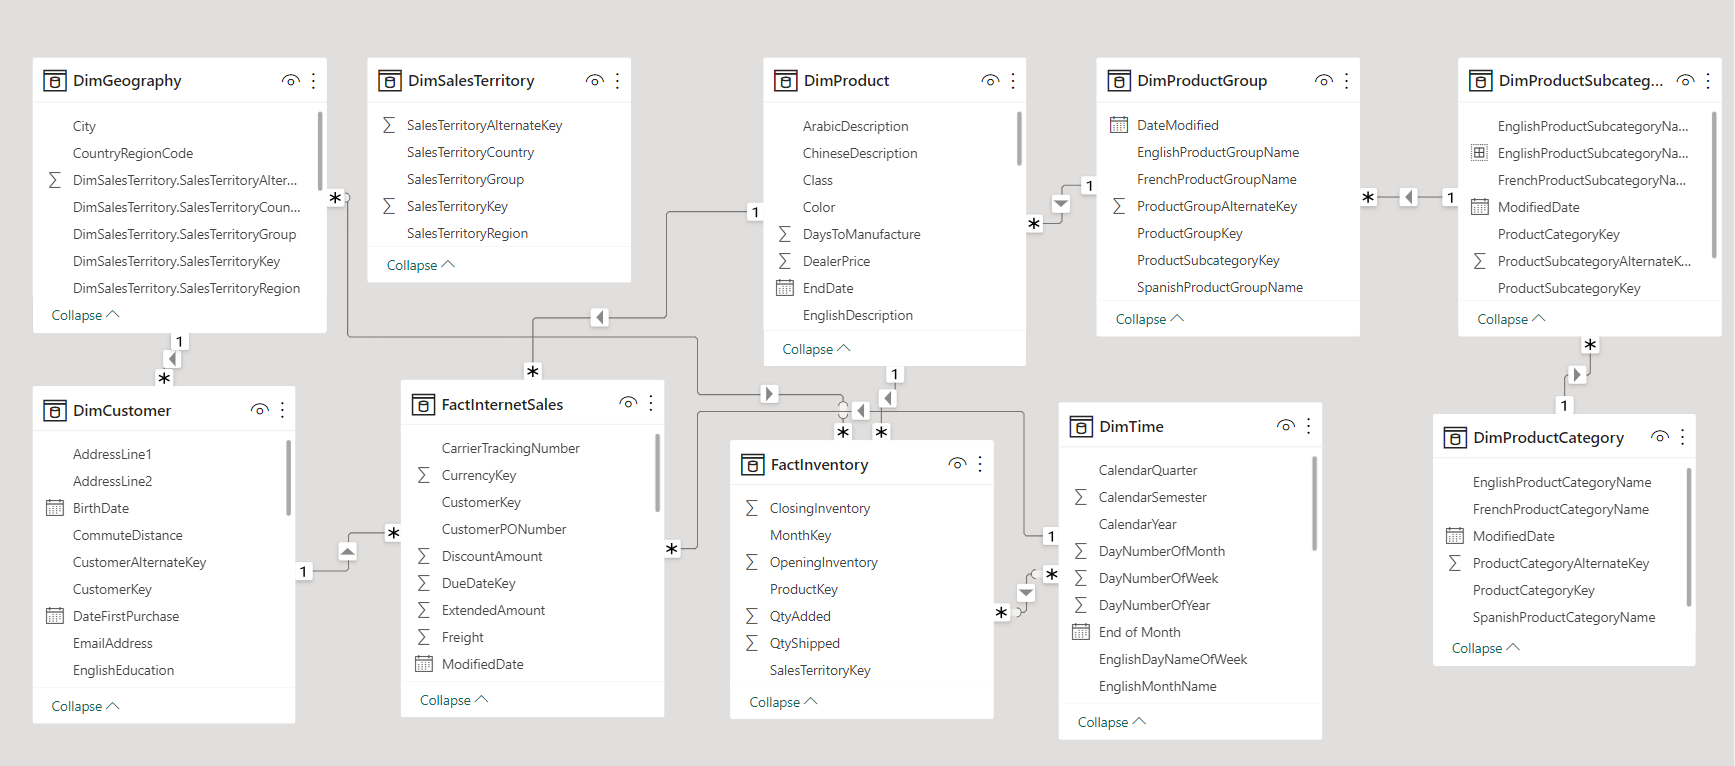 DimGeography
City
CountryRegionCode
DimSalesTerritory.SalesTerritoryAlter...
DimSalesTerritory.SalesTerritoryCoun...
DimSalesTerritory.SalesTerritoryGroup
DimSalesTerritory.SalesTerritoryKey
DimSalesTerritory.SalesTerritoryRegion
Collapse
DimSalesTerritory
SalesTerritoryAlternateKey
SalesTerritoryCountry
SalesTerritoryGroup
SalesTerritoryKey
SalesTerritoryRegion
Collapse
DimProduct
ArabicDescription
ChineseDescription
Class
Color
DaysToManufacture
DealerPrice
EndDate
EnglishDescription
Collapse
DimProductGroup
DateModified
EnglishProductGroupName
FrenchProductGroupName
ProductGroupAlternateKey
ProductGroupKey
ProductSubcategoryKey
SpanishProductGroupName
Collapse
DimProductSubcateg...
EnglishProductSubcategoryNa...
EnglishProductSubcategoryNa...
FrenchProductSubcategoryNa...
ModifiedDate
ProductCategoryKey
ProductSubcategoryAlternateK...
ProductSubcategoryKey
Collapse
*
1
*
1
*
1
1
*
*
1
*
1
DimCustomer
AddressLine1
AddressLine2
BirthDate
CommuteDistance
CustomerAlternateKey
CustomerKey
DateFirstPurchase
EmailAddress
EnglishEducation
Collapse
1
*
FactInternetSales
CarrierTrackingNumber
CurrencyKey
CustomerKey
CustomerPONumber
DiscountAmount
DueDateKey
ExtendedAmount
Freight
ModifiedDate
Collapse
*
1
*
*
FactInventory
ClosingInventory
MonthKey
OpeningInventory
ProductKey
QtyAdded
QtyShipped
SalesTerritoryKey
Collapse
*
1
*
DimTime
CalendarQuarter
CalendarSemester
CalendarYear
DayNumberOfMonth
DayNumberOfWeek
DayNumberOfYear
End of Month
EnglishDayNameOfWeek
EnglishMonthName
Collapse
DimProductCategory
EnglishProductCategoryName
FrenchProductCategoryName
ModifiedDate
ProductCategoryAlternateKey
ProductCategoryKey
SpanishProductCategoryName
Collapse